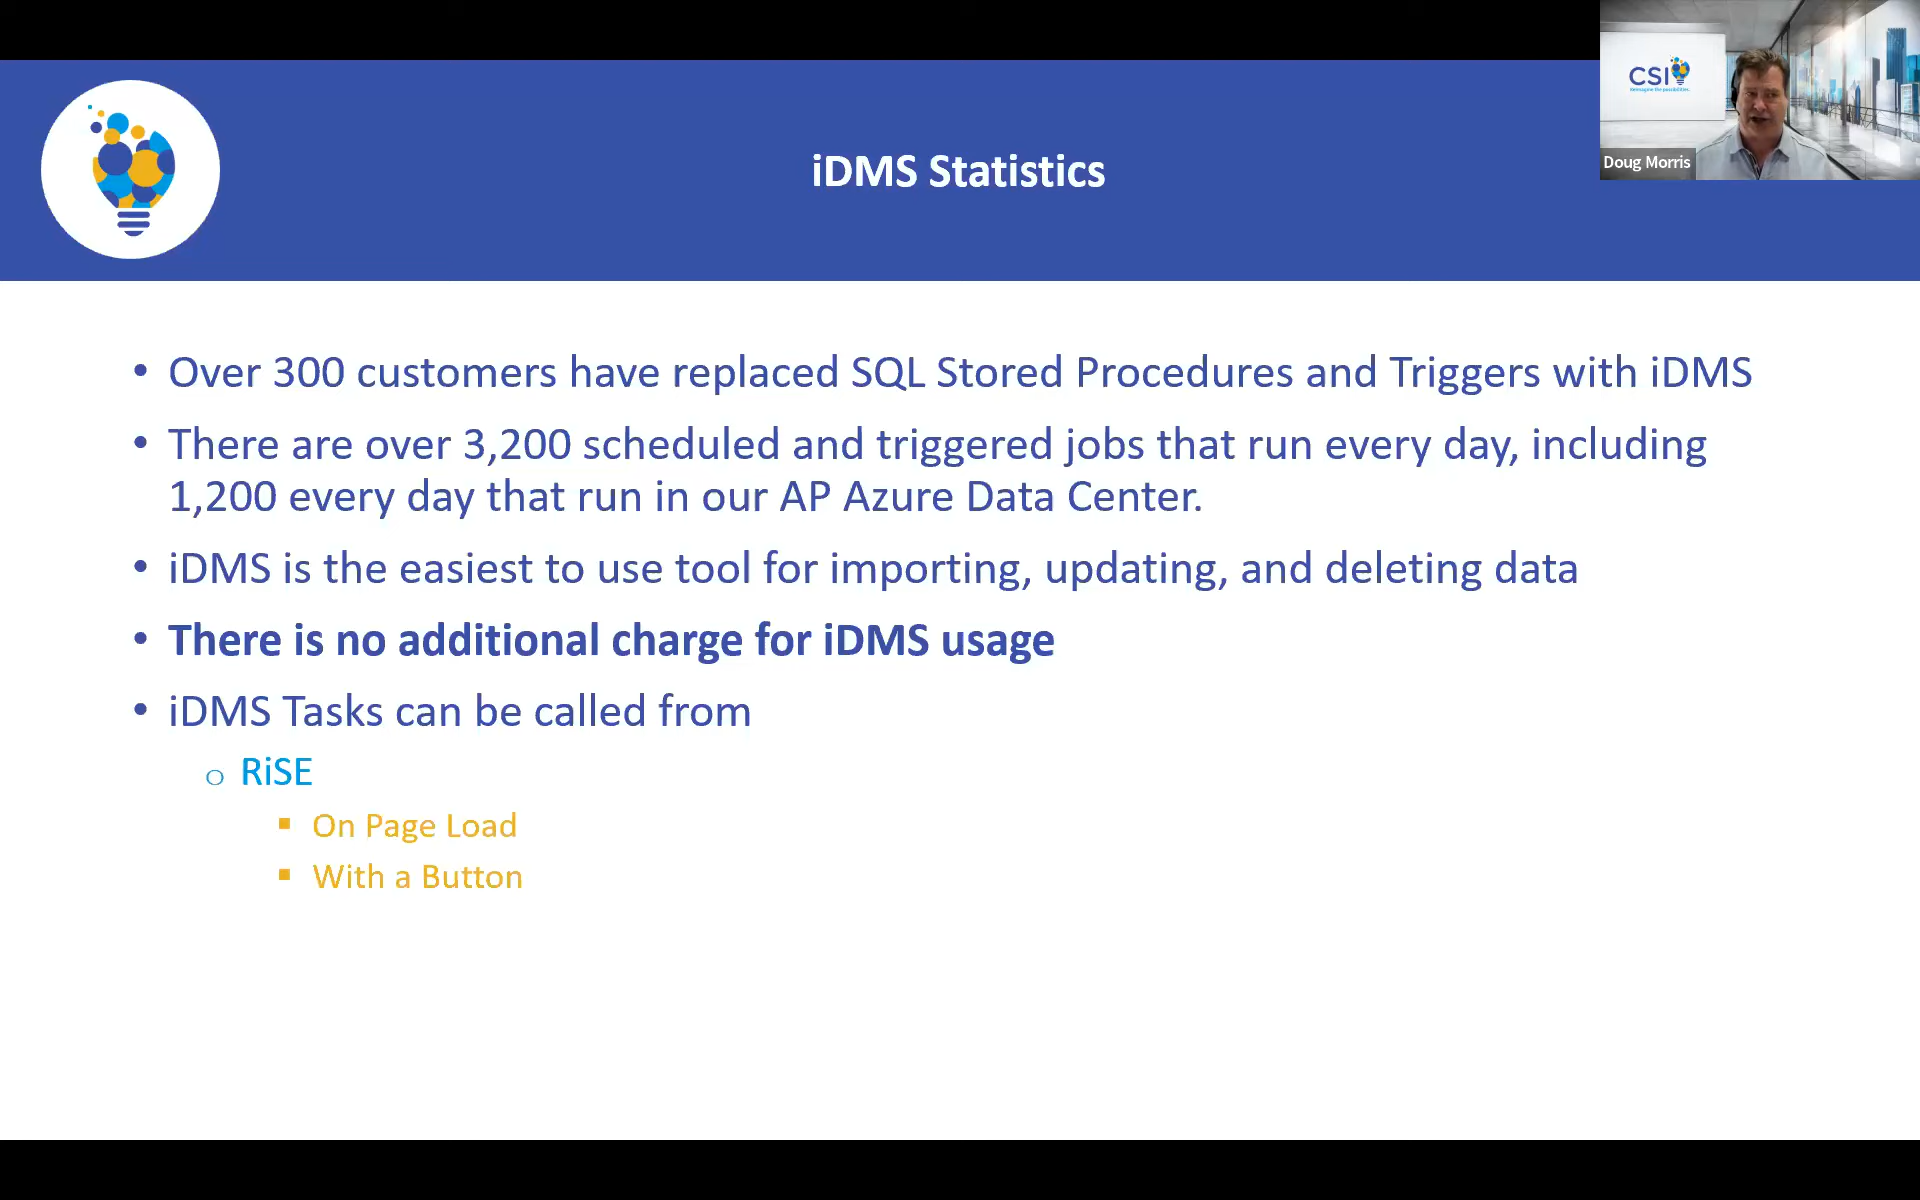 CSI
Doug Morris
iDMS Statistics
• Over 300 customers have replaced SQL Stored Procedures and Triggers with iDMS
• There are over 3,200 scheduled and triggered jobs that run every day, including
1,200 every day that run in our AP Azure Data Center.
• iDMS is the easiest to use tool for importing, updating, and deleting data
• There is no additional charge for iDMS usage
• iDMS Tasks can be called from
o RiSE
▪ On Page Load
▪ With a Button